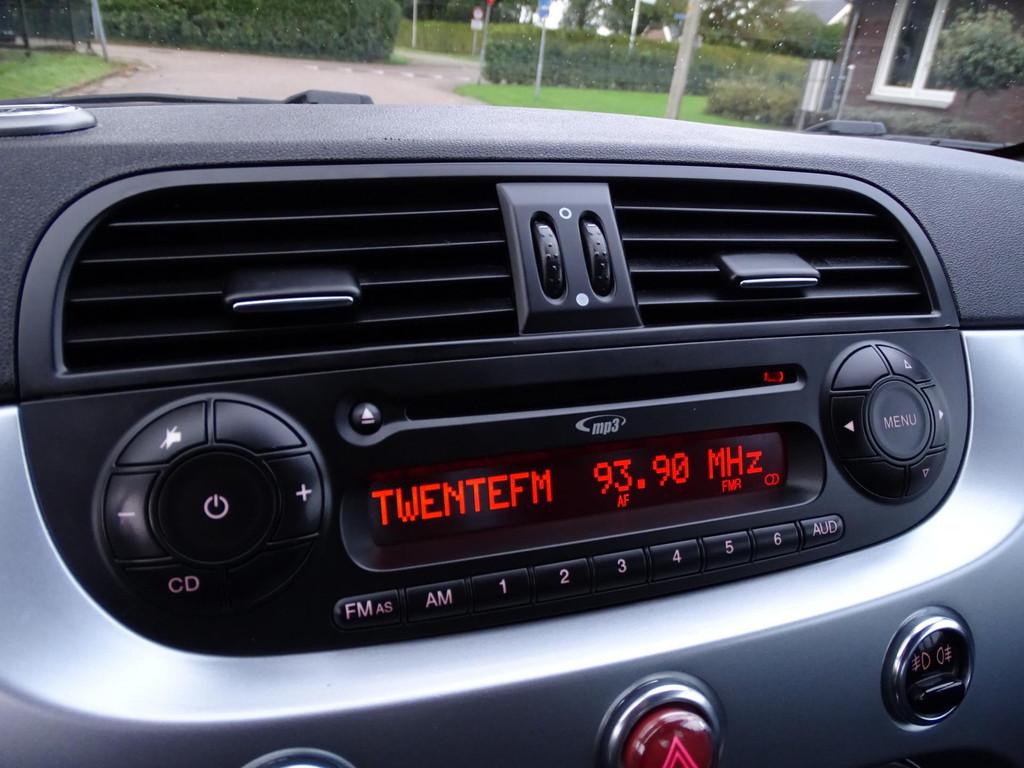 mp3
TWENTEFM 93.90 MHz
AF FMR
MENU
CD
FM AS AM 1 2 3 4 5 6 AUD